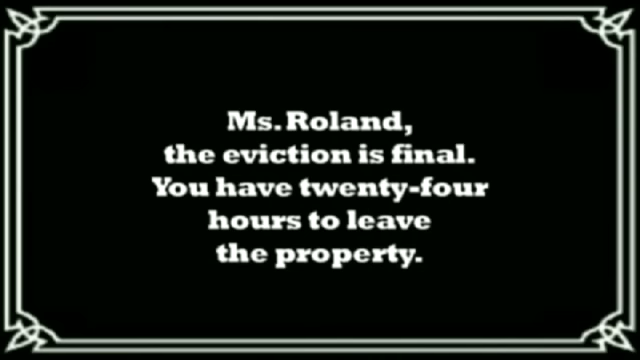 Ms. Roland,
the eviction is final.
You have twenty-four
hours to leave
the property.